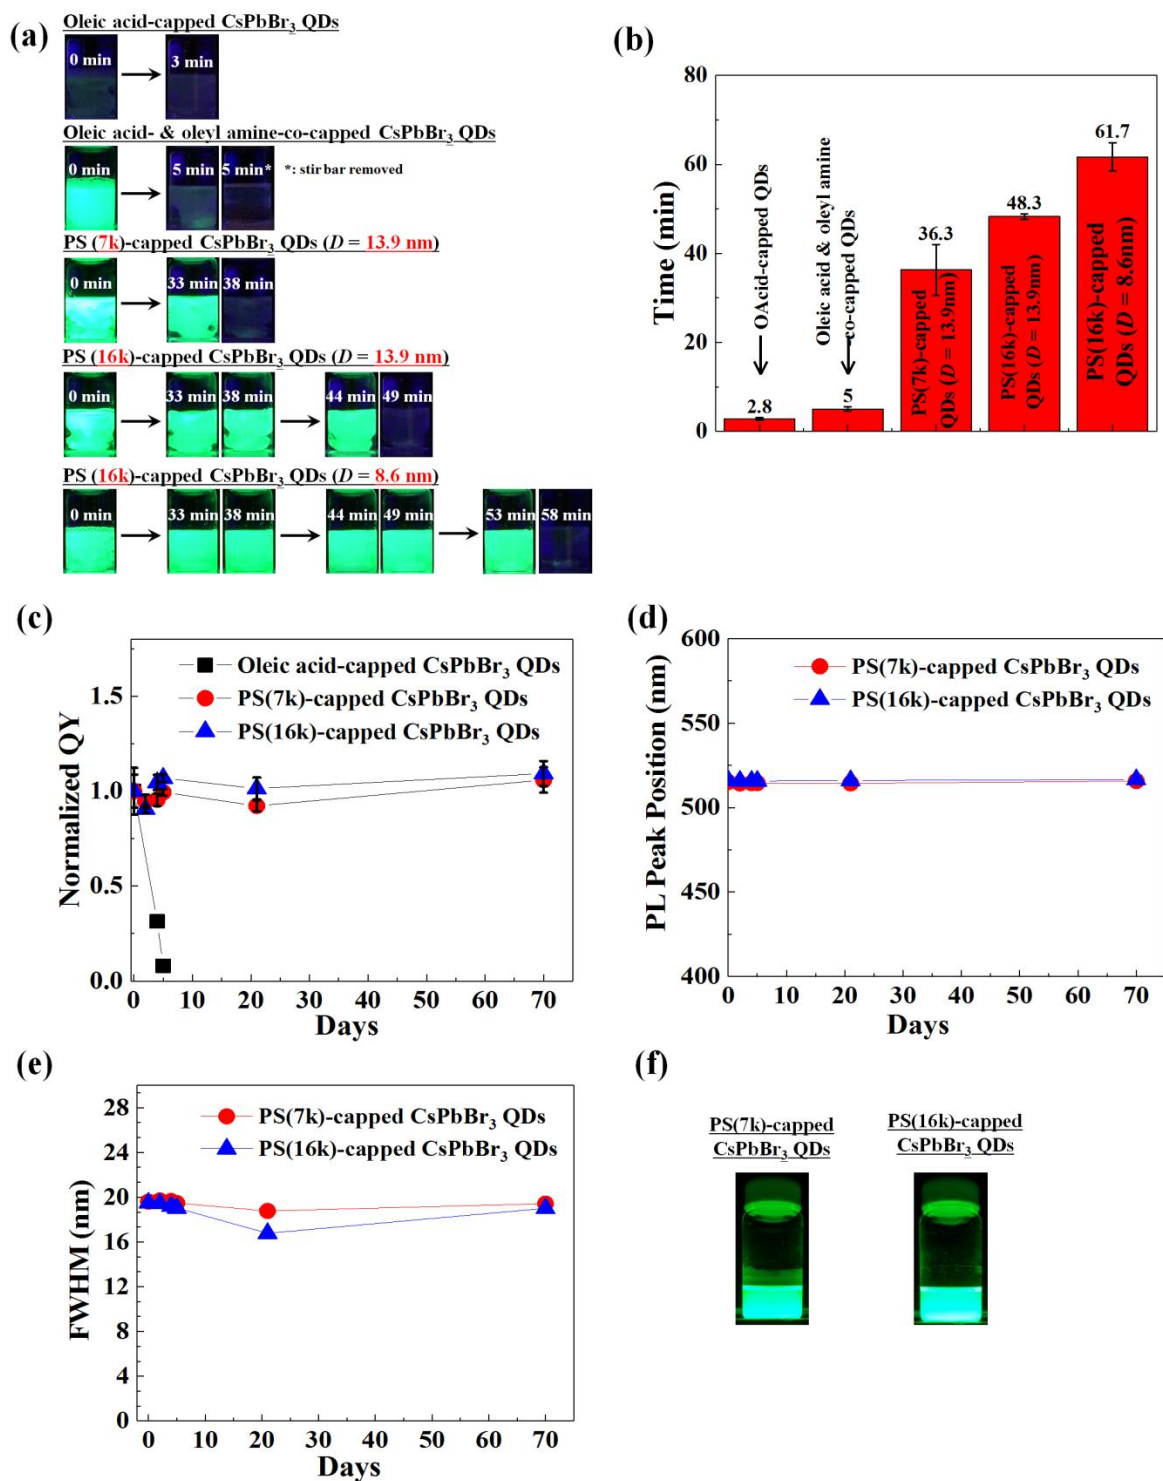 (a)
Oleic acid-capped CsPbBr3 QDs
0 min
3 min
Oleic acid- & oleyl amine-co-capped CsPbBr3 QDs
0 min
5 min
5 min*
*: stir bar removed
PS (7k)-capped CsPbBr3 QDs (D = 13.9 nm)
0 min
33 min
38 min
PS (16k)-capped CsPbBr3 QDs (D = 13.9 nm)
0 min
33 min
38 min
44 min
49 min
PS (16k)-capped CsPbBr3 QDs (D = 8.6 nm)
0 min
33 min
38 min
44 min
49 min
53 min
58 min
(b)
Time (min)
80
60
40
20
0
2.8
OAcid-capped QDs
5
Oleic acid & oleyl amine
-co-capped QDs
36.3
PS(7k)-capped
QDs (D = 13.9nm)
48.3
PS(16k)-capped
QDs (D = 13.9nm)
61.7
PS(16k)-capped
QDs (D = 8.6nm)
(c)
Oleic acid-capped CsPbBr3 QDs
PS(7k)-capped CsPbBr3 QDs
PS(16k)-capped CsPbBr3 QDs
Normalized QY
1.5
1.0
0.5
0.0
0 10 20 30 40 50 60 70
Days
(d)
PS(7k)-capped CsPbBr3 QDs
PS(16k)-capped CsPbBr3 QDs
PL Peak Position (nm)
600
550
500
450
400
0 10 20 30 40 50 60 70
Days
(e)
PS(7k)-capped CsPbBr3 QDs
PS(16k)-capped CsPbBr3 QDs
FWHM (nm)
28
24
20
16
12
8
4
0
0 10 20 30 40 50 60 70
Days
(f)
PS(7k)-capped
CsPbBr3 QDs
PS(16k)-capped
CsPbBr3 QDs